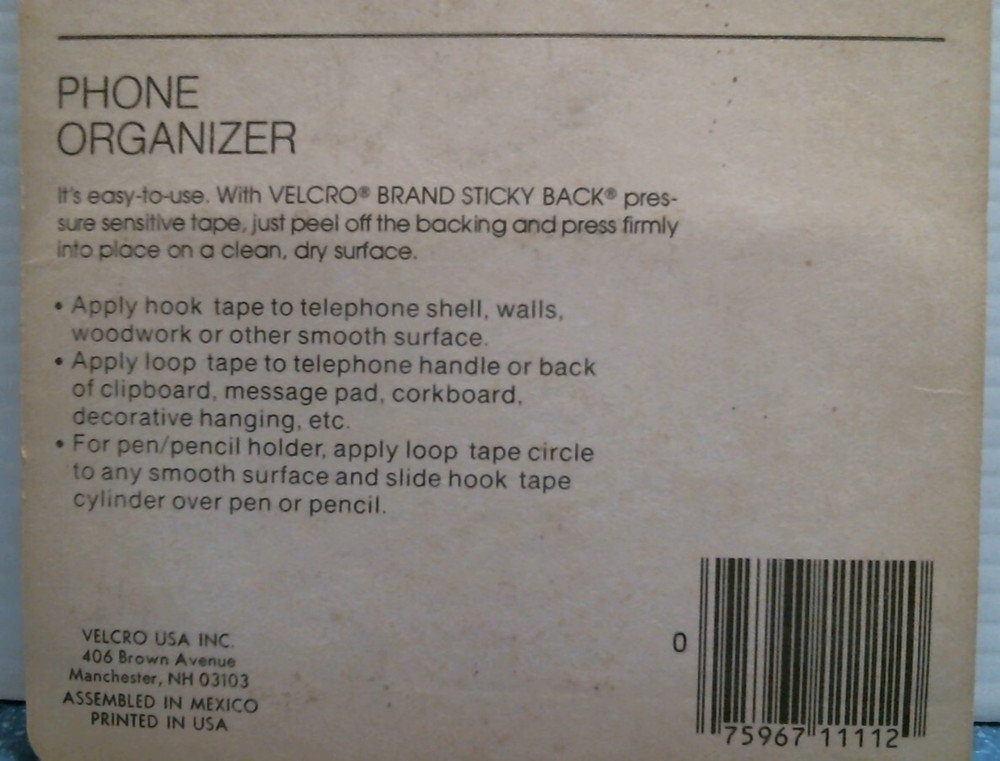 PHONE
ORGANIZER
It's easy-to-use. With VELCRO® BRAND STICKY BACK® pres-
sure sensitive tape, just peel off the backing and press firmly
into place on a clean, dry surface.
• Apply hook tape to telephone shell, walls,
woodwork or other smooth surface.
• Apply loop tape to telephone handle or back
of clipboard, message pad, corkboard,
decorative hanging, etc.
• For pen/pencil holder, apply loop tape circle
to any smooth surface and slide hook tape
cylinder over pen or pencil.
VELCRO USA INC.
406 Brown Avenue
Manchester, NH 03103
ASSEMBLED IN MEXICO
PRINTED IN USA
0 75967 11112